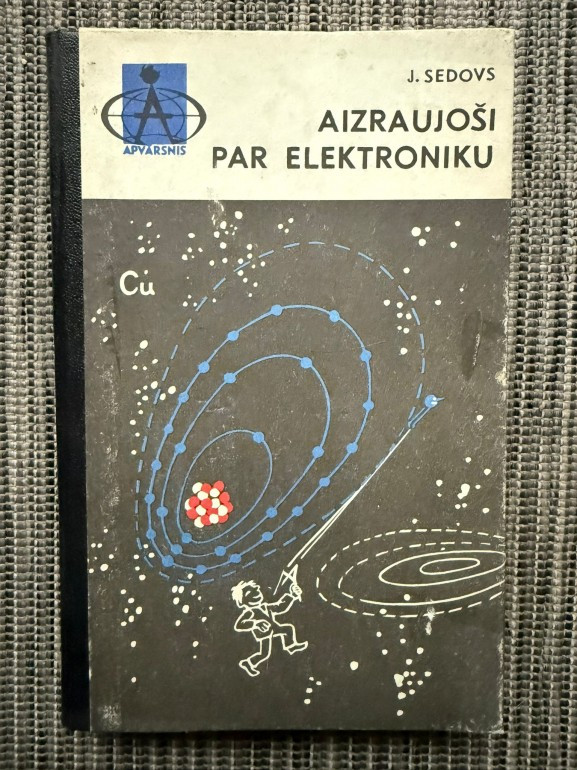 J. SEDOVS
AIZRAUJOŠI
PAR ELEKTRONIKU
APVĀRSNIS
Cu